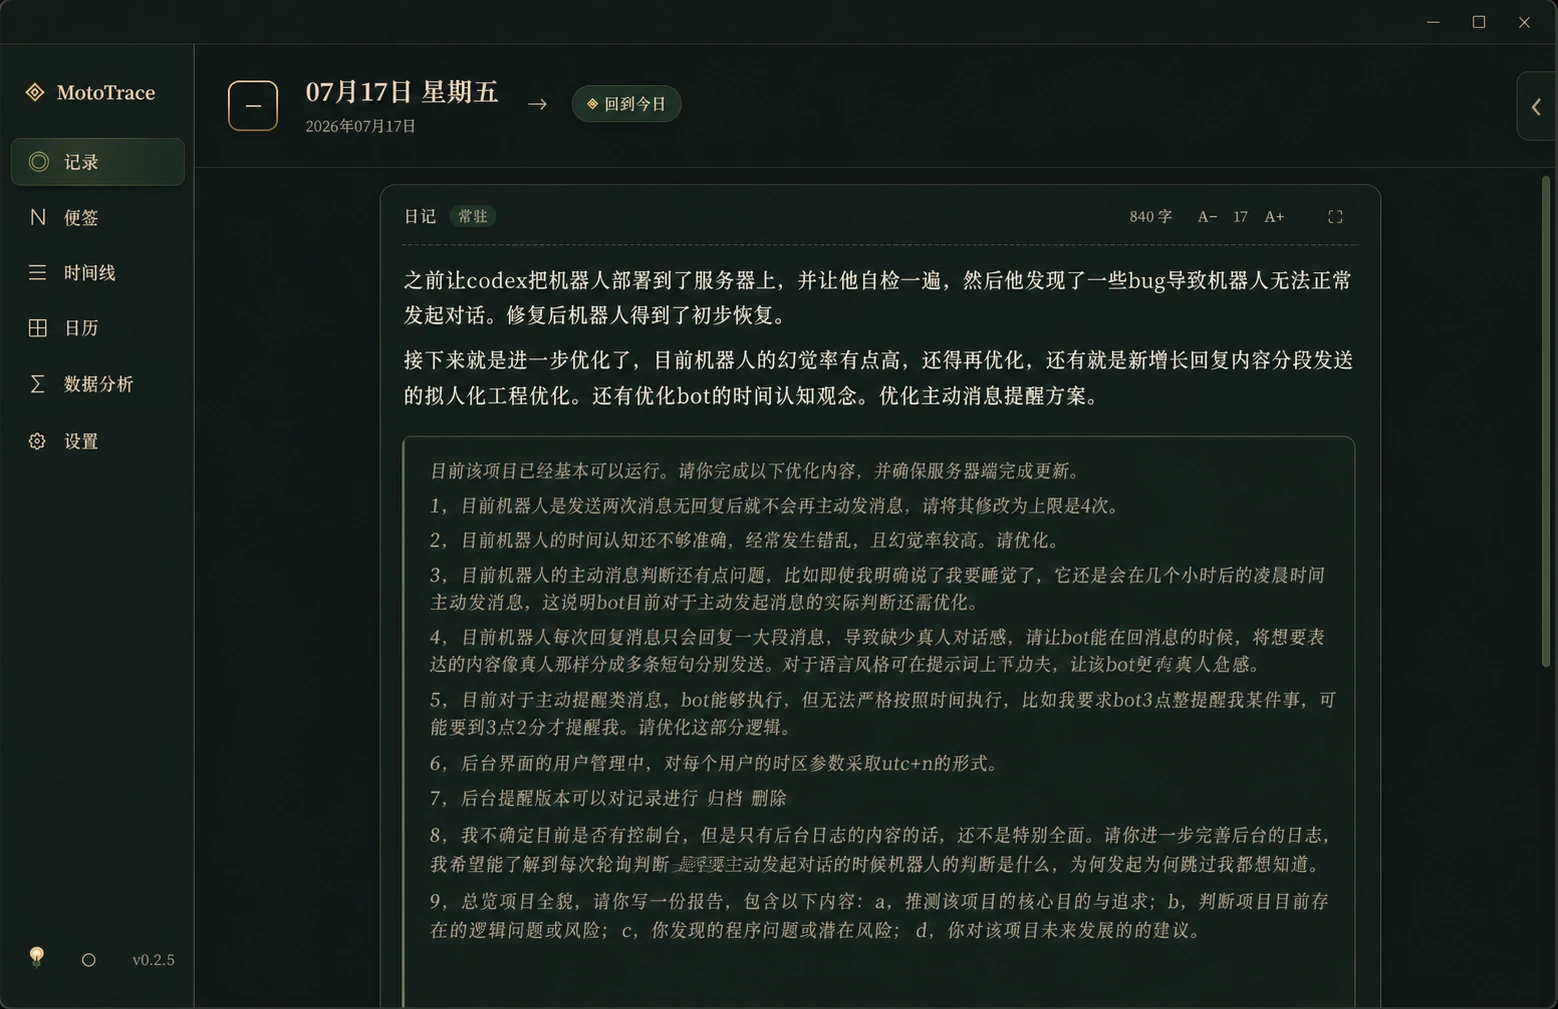 MotoTrace
记录
N 便签
时间线
日历
Σ 数据分析
设置
v0.2.5
07月17日 星期五
→
回到今日
2026年07月17日
日记 常驻
840 字 A− 17 A+
之前让codex把机器人部署到了服务器上，并让他自检一遍，然后他发现了一些bug导致机器人无法正常
发起对话。修复后机器人得到了初步恢复。
接下来就是进一步优化了，目前机器人的幻觉率有点高，还得再优化，还有就是新增长回复内容分段发送
的拟人化工程优化。还有优化bot的时间认知观念。优化主动消息提醒方案。
目前该项目已经基本可以运行。请你完成以下优化内容，并确保服务器端完成更新。
1，目前机器人是发送两次消息无回复后就不会再主动发消息，请将其修改为上限是4次。
2，目前机器人的时间认知还不够准确，经常发生错乱，且幻觉率较高。请优化。
3，目前机器人的主动消息判断还有点问题，比如即使我明确说了我要睡觉了，它还是会在几个小时后的凌晨时间
主动发消息，这说明bot目前对于主动发起消息的实际判断还需优化。
4，目前机器人每次回复消息只会回复一大段消息，导致缺少真人对话感，请让bot能在回消息的时候，将想要表
达的内容像真人那样分成多条短句分别发送。对于语言风格可在提示词上下功夫，让该bot更有真人感。
5，目前对于主动提醒类消息，bot能够执行，但无法严格按照时间执行，比如我要求bot3点整提醒我某件事，可
能要到3点2分才提醒我。请优化这部分逻辑。
6，后台界面的用户管理中，对每个用户的时区参数采取utc+n的形式。
7，后台提醒版本可以对记录进行 归档 删除
8，我不确定目前是否有控制台，但是只有后台日志的内容的话，还不是特别全面。请你进一步完善后台的日志，
我希望能了解到每次轮询判断主动发起对话的时候机器人的判断是什么，为何发起为何跳过我都想知道。
9，总览项目全貌，请你写一份报告，包含以下内容：a，推测该项目的核心目的与追求；b，判断项目目前存
在的逻辑问题或风险；c，你发现的程序问题或潜在风险；d，你对该项目未来发展的的建议。